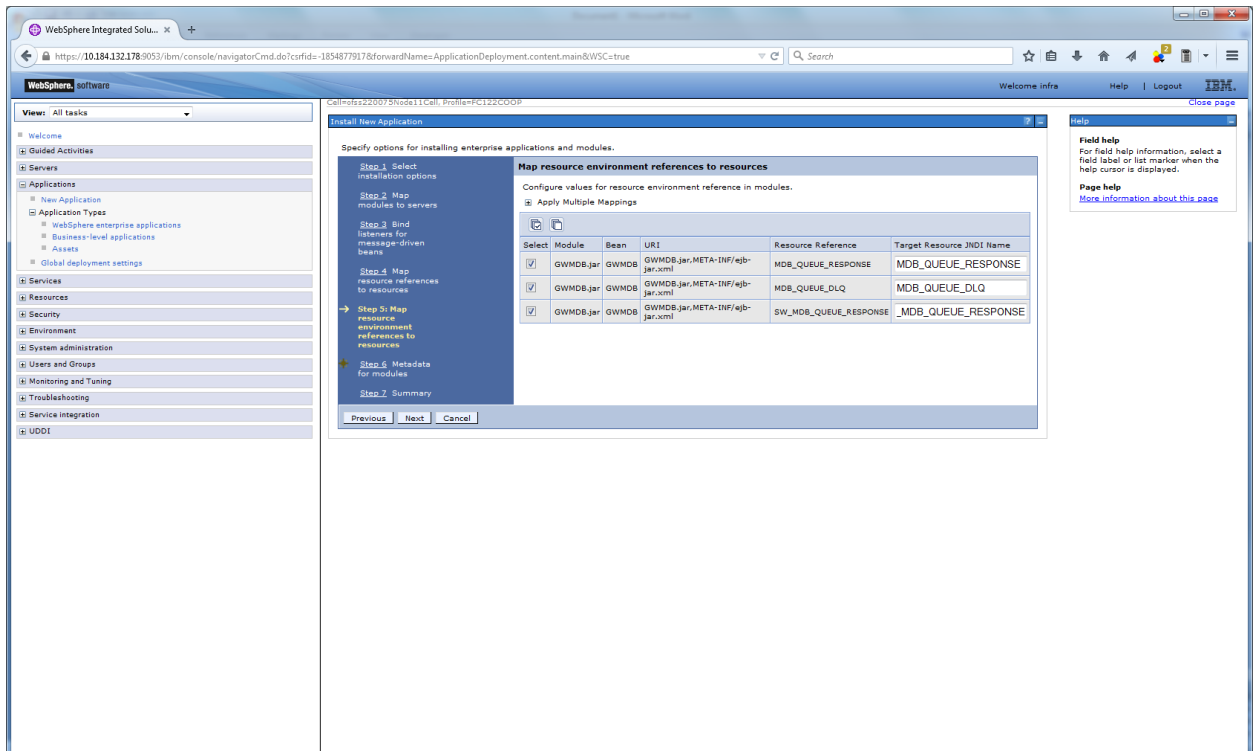 WebSphere Integrated Solu... × +
https://10.184.132.178:9053/ibm/console/navigatorCmd.do?csrfid=-1854877917&forwardName=ApplicationDeployment.content.main&WSC=true
Search
2
WebSphere. software
Welcome infra
Help | Logout
IBM.
View: All tasks
Welcome
Guided Activities
Servers
Applications
New Application
Application Types
WebSphere enterprise applications
Business-level applications
Assets
Global deployment settings
Services
Resources
Security
Environment
System administration
Users and Groups
Monitoring and Tuning
Troubleshooting
Service integration
UDDI
Cell=ofss220075Node11Cell, Profile=FC122COOP
Close page
Install New Application
? -
Specify options for installing enterprise applications and modules.
Step 1 Select
installation options
Step 2 Map
modules to servers
Step 3 Bind
listeners for
message-driven
beans
Step 4 Map
resource references
to resources
Step 5: Map
resource
environment
references to
resources
Step 6 Metadata
for modules
Step 7 Summary
Map resource environment references to resources
Configure values for resource environment reference in modules.
Apply Multiple Mappings
Select Module Bean URI Resource Reference Target Resource JNDI Name
GWMDB.jar GWMDB GWMDB.jar,META-INF/ejb-
jar.xml MDB_QUEUE_RESPONSE MDB_QUEUE_RESPONSE
GWMDB.jar GWMDB GWMDB.jar,META-INF/ejb-
jar.xml MDB_QUEUE_DLQ MDB_QUEUE_DLQ
GWMDB.jar GWMDB GWMDB.jar,META-INF/ejb-
jar.xml SW_MDB_QUEUE_RESPONSE _MDB_QUEUE_RESPONSE
Previous Next Cancel
Help
Field help
For field help information, select a
field label or list marker when the
help cursor is displayed.
Page help
More information about this page